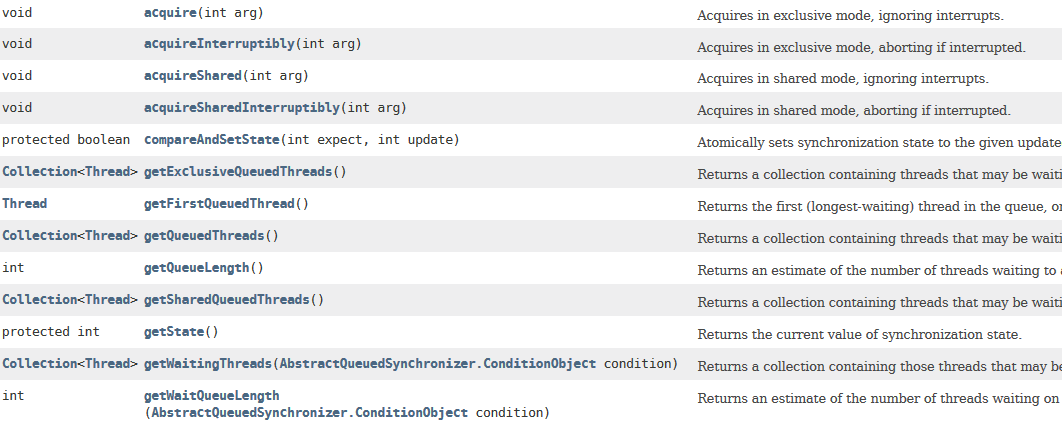 void acquire(int arg) Acquires in exclusive mode, ignoring interrupts.
void acquireInterruptibly(int arg) Acquires in exclusive mode, aborting if interrupted.
void acquireShared(int arg) Acquires in shared mode, ignoring interrupts.
void acquireSharedInterruptibly(int arg) Acquires in shared mode, aborting if interrupted.
protected boolean compareAndSetState(int expect, int update) Atomically sets synchronization state to the given update
Collection<Thread> getExclusiveQueuedThreads() Returns a collection containing threads that may be
Thread getFirstQueuedThread() Returns the first (longest-waiting) thread in the queue,
Collection<Thread> getQueuedThreads() Returns a collection containing threads that may be
int getQueueLength() Returns an estimate of the number of threads waiting to
Collection<Thread> getSharedQueuedThreads() Returns a collection containing threads that may be
protected int getState() Returns the current value of synchronization state.
Collection<Thread> getWaitingThreads(AbstractQueuedSynchronizer.ConditionObject condition) Returns a collection containing those threads that may
int getWaitQueueLength Returns an estimate of the number of threads waiting on
(AbstractQueuedSynchronizer.ConditionObject condition)